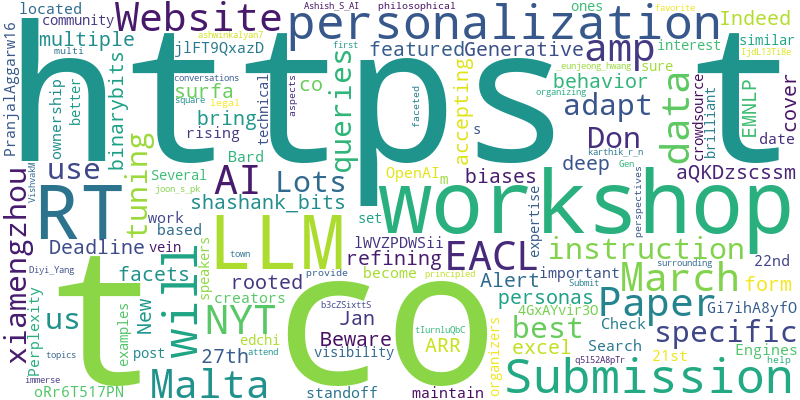 PranjalAggarw16
located
community
Website
Ashish_S_AI
philosophical
personalization
ones
favorite
Indeed
multiple
multi
ashwinkalyan7
first
featured
Generative
amp
interest
similar
jlFT9QxazD
conversations
eunjeong_hwang
sure
IjdL13Ti8e
ownership
better
binarybits
square
surfa
legal
co
aspects
queries
faceted
accepting
technical
behavior
organizing
data
crowdsource
brilliant
EMNLP
cover
date
https
t
bring
rising
s
adapt
Don
karthik_r_n
Gen
deep
VishvakM
RT
use
tuning
Several
joon_s_pk
Bard
AI
Lots
OpenAI
m
biases
aQKDzscssm
shashank_bits
workshop
expertise
perspectives
xiamengzhou
Deadline
work
based
vein
will
speakers
LLM
set
lWVZPDWSii
refining
EACL
instruction
22nd
Diyi_Yang
facets
town
rooted
provide
become
principled
Alert
important
surrounding
March
form
t
co
us
Perplexity
examples
New
creators
NYT
b3cZSixttS
Jan
tIurnluQbC
personas
4GxAYvir3O
Submit
Paper
specific
Gi7ihA8yfO
topics
post
edchi
Beware
visibility
ARR
organizers
best
Check
Search
Engines
immerse
oRr6T517PN
Malta
27th
attend
standoff
maintain
excel
q5152A8pTr
21st
help
Submission